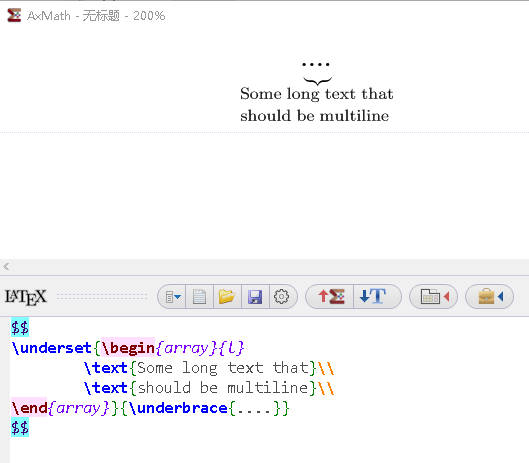 AxMath - 无标题 - 200%
....
Some long text that
should be multiline
LATEX
$$
\underset{\begin{array}{l}
\text{Some long text that}\\
\text{should be multiline}\\
\end{array}}{\underbrace{....}}
$$